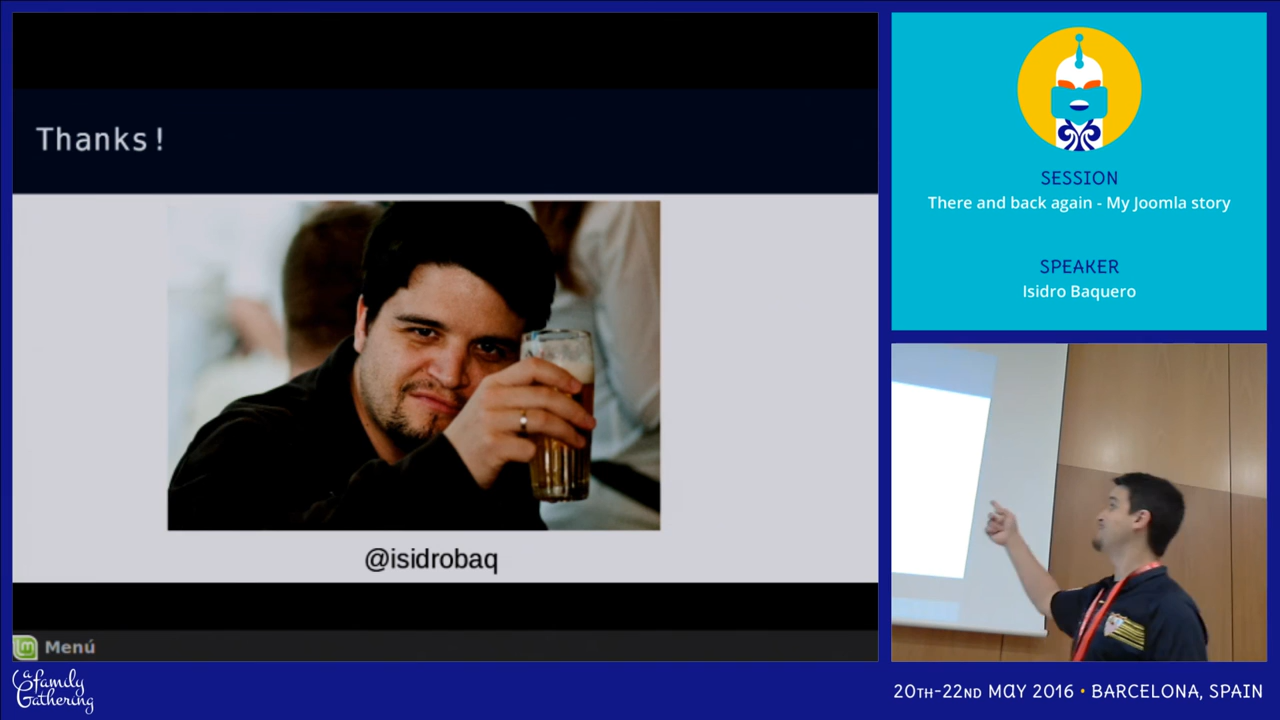 Thanks!
@isidrobaq
Menú
SESSION
There and back again - My Joomla story
SPEAKER
Isidro Baquero
a family
Gathering
20TH-22ND MAY 2016 • BARCELONA, SPAIN